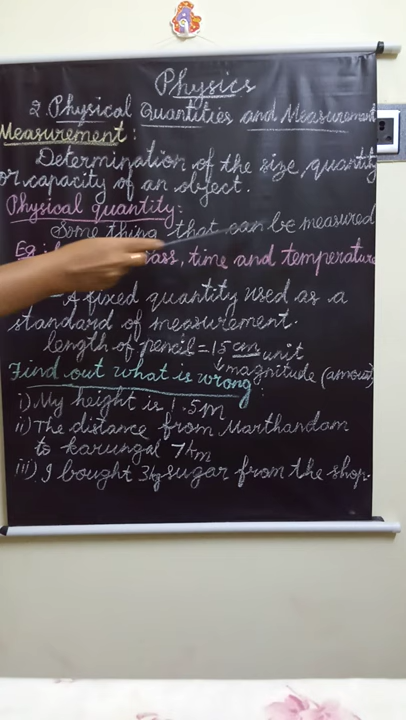 Physics
2. Physical Quantities and Measurement
Measurement:
Determination of the size, quantity
or capacity of an object.
Physical quantity:
Some thing that can be measured
Eg: mass, time and temperature
A fixed quantity used as a
standard of measurement.
length of pencil = 15 cm unit
magnitude (amount)
Find out what is wrong:
i) My height is 1.5m
ii) The distance from Marthandam
to karungal 7km
iii) I bought 3kg sugar from the shop.